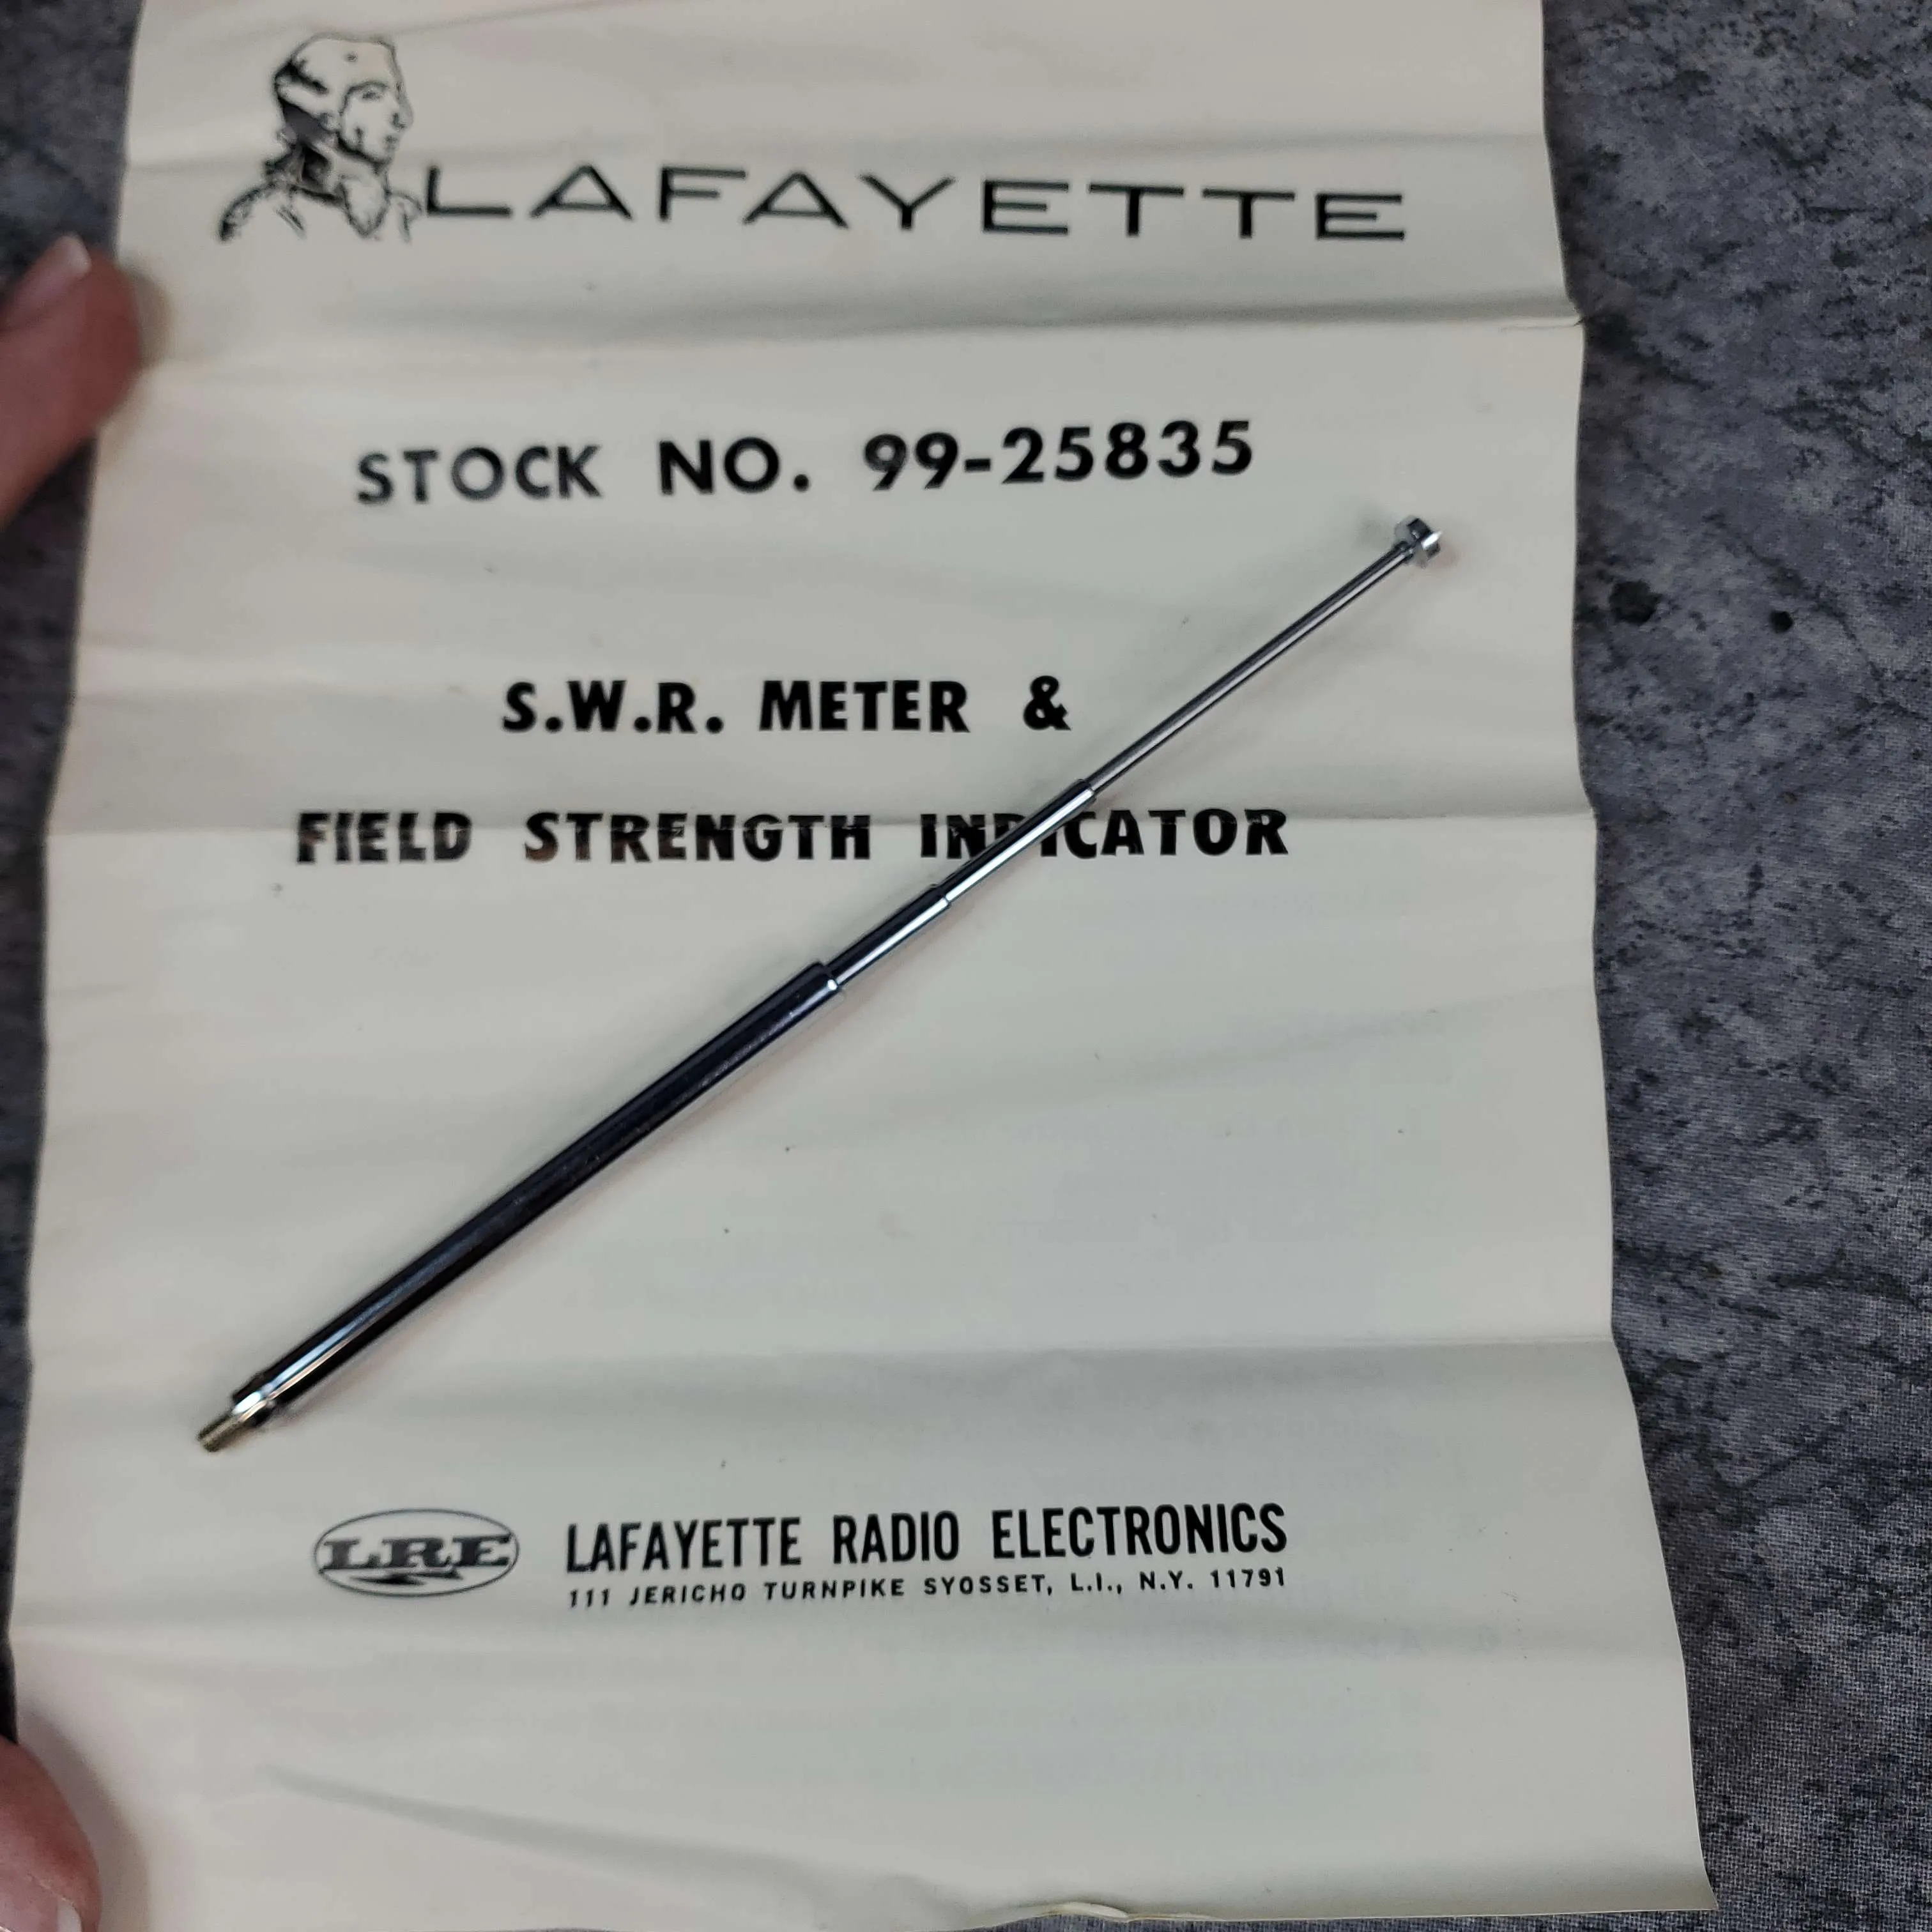 LAFAYETTE
STOCK NO. 99-25835
S.W.R. METER &
FIELD STRENGTH INDICATOR
LRE
LAFAYETTE RADIO ELECTRONICS
111 JERICHO TURNPIKE SYOSSET, L.I., N.Y. 11791